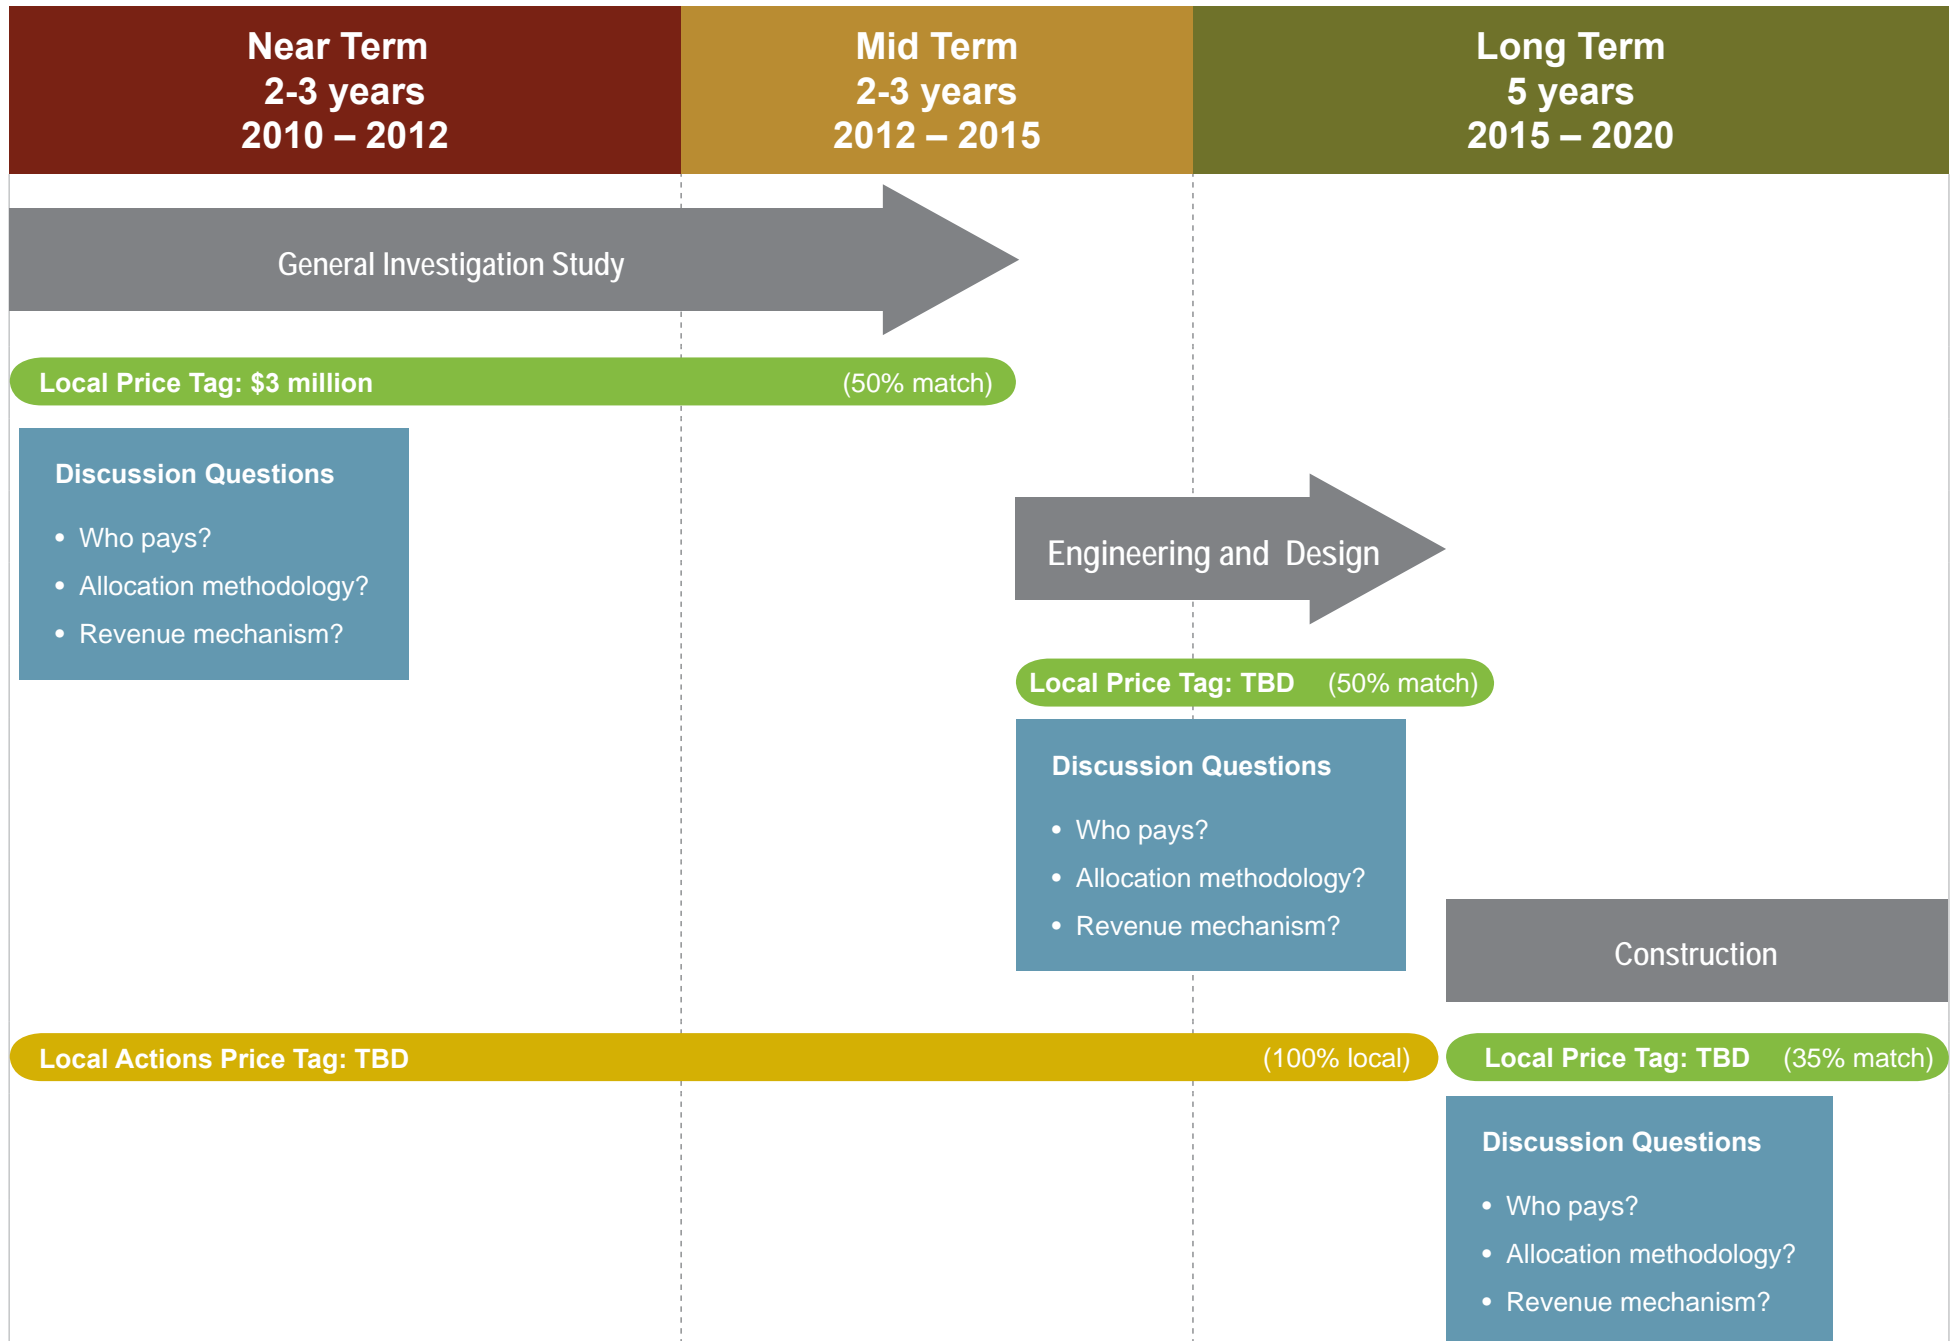 Near Term
2-3 years
2010 – 2012
Mid Term
2-3 years
2012 – 2015
Long Term
5 years
2015 – 2020
General Investigation Study
Local Price Tag: $3 million (50% match)
Discussion Questions
• Who pays?
• Allocation methodology?
• Revenue mechanism?
Engineering and Design
Local Price Tag: TBD (50% match)
Discussion Questions
• Who pays?
• Allocation methodology?
• Revenue mechanism?
Construction
Local Actions Price Tag: TBD (100% local)
Local Price Tag: TBD (35% match)
Discussion Questions
• Who pays?
• Allocation methodology?
• Revenue mechanism?